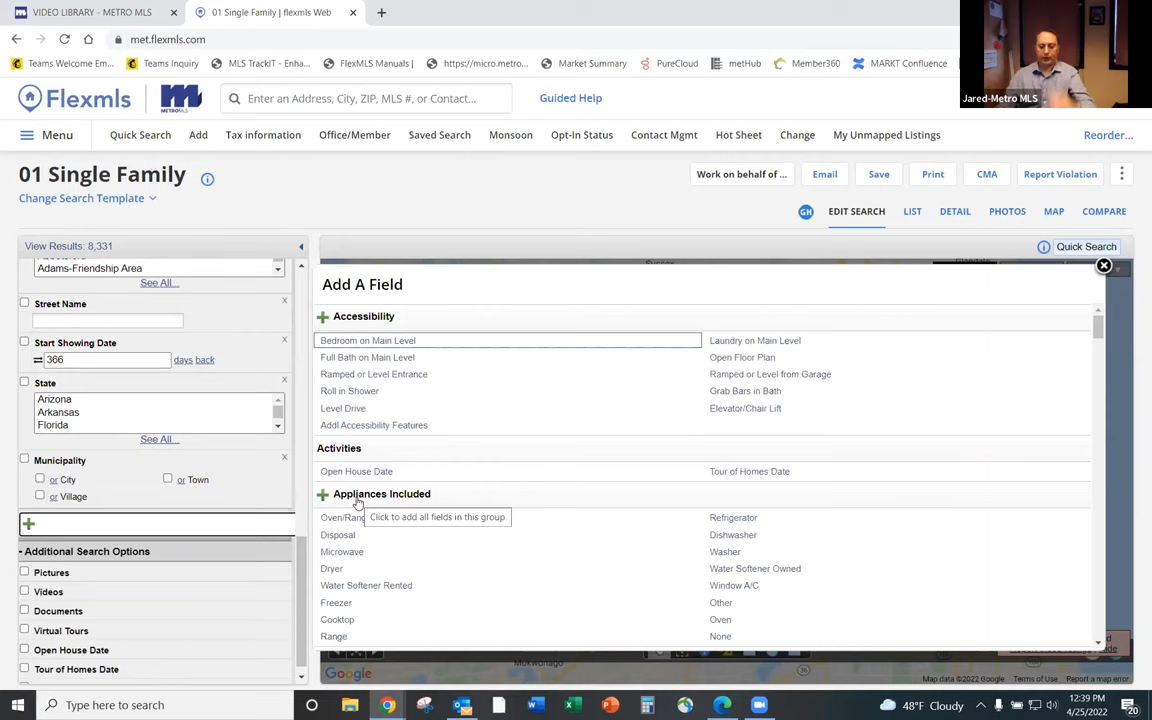 VIDEO LIBRARY - METRO MLS
01 Single Family | flexmls Web
met.flexmls.com
Teams Welcome Em... Teams Inquiry MLS TrackIT - Enha... FlexMLS Manuals | https://micro.metro... Market Summary PureCloud metHub Member360 MARKT Confluence
Jared-Metro MLS
Flexmls METRO MLS Enter an Address, City, ZIP, MLS #, or Contact... Guided Help
Menu Quick Search Add Tax information Office/Member Saved Search Monsoon Opt-In Status Contact Mgmt Hot Sheet Change My Unmapped Listings Reorder...
01 Single Family
Change Search Template
Work on behalf of ... Email Save Print CMA Report Violation
GH EDIT SEARCH LIST DETAIL PHOTOS MAP COMPARE
View Results: 8,331
Quick Search
Adams-Friendship Area
See All...
Street Name x
Start Showing Date x
366 days back
State x
Arizona
Arkansas
Florida
See All...
Municipality x
or City or Town
or Village
Additional Search Options
Pictures
Videos
Documents
Virtual Tours
Open House Date
Tour of Homes Date
Add A Field
Accessibility
Bedroom on Main Level Laundry on Main Level
Full Bath on Main Level Open Floor Plan
Ramped or Level Entrance Ramped or Level from Garage
Roll in Shower Grab Bars in Bath
Level Drive Elevator/Chair Lift
Addl Accessibility Features
Activities
Open House Date Tour of Homes Date
Appliances Included
Click to add all fields in this group
Refrigerator
Disposal Dishwasher
Microwave Washer
Dryer Water Softener Owned
Water Softener Rented Window A/C
Freezer Other
Cooktop Oven
Range None
Google Mukwonago Map data ©2022 Google Terms of Use Report a map error
Type here to search
48°F Cloudy
12:39 PM
4/25/2022
20